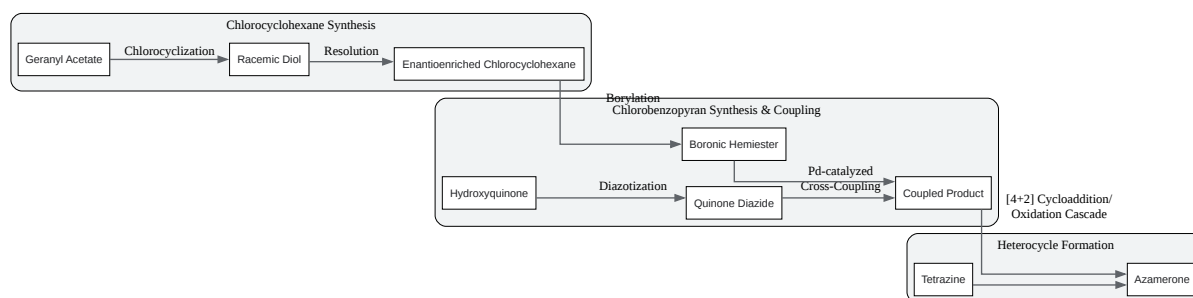 Chlorocyclohexane Synthesis
Geranyl Acetate
Chlorocyclization
Racemic Diol
Resolution
Enantioenriched Chlorocyclohexane
Borylation
Chlorobenzopyran Synthesis & Coupling
Boronic Hemiester
Hydroxyquinone
Diazotization
Quinone Diazide
Pd-catalyzed
Cross-Coupling
Coupled Product
[4+2] Cycloaddition/
Oxidation Cascade
Heterocycle Formation
Tetrazine
Azamerone